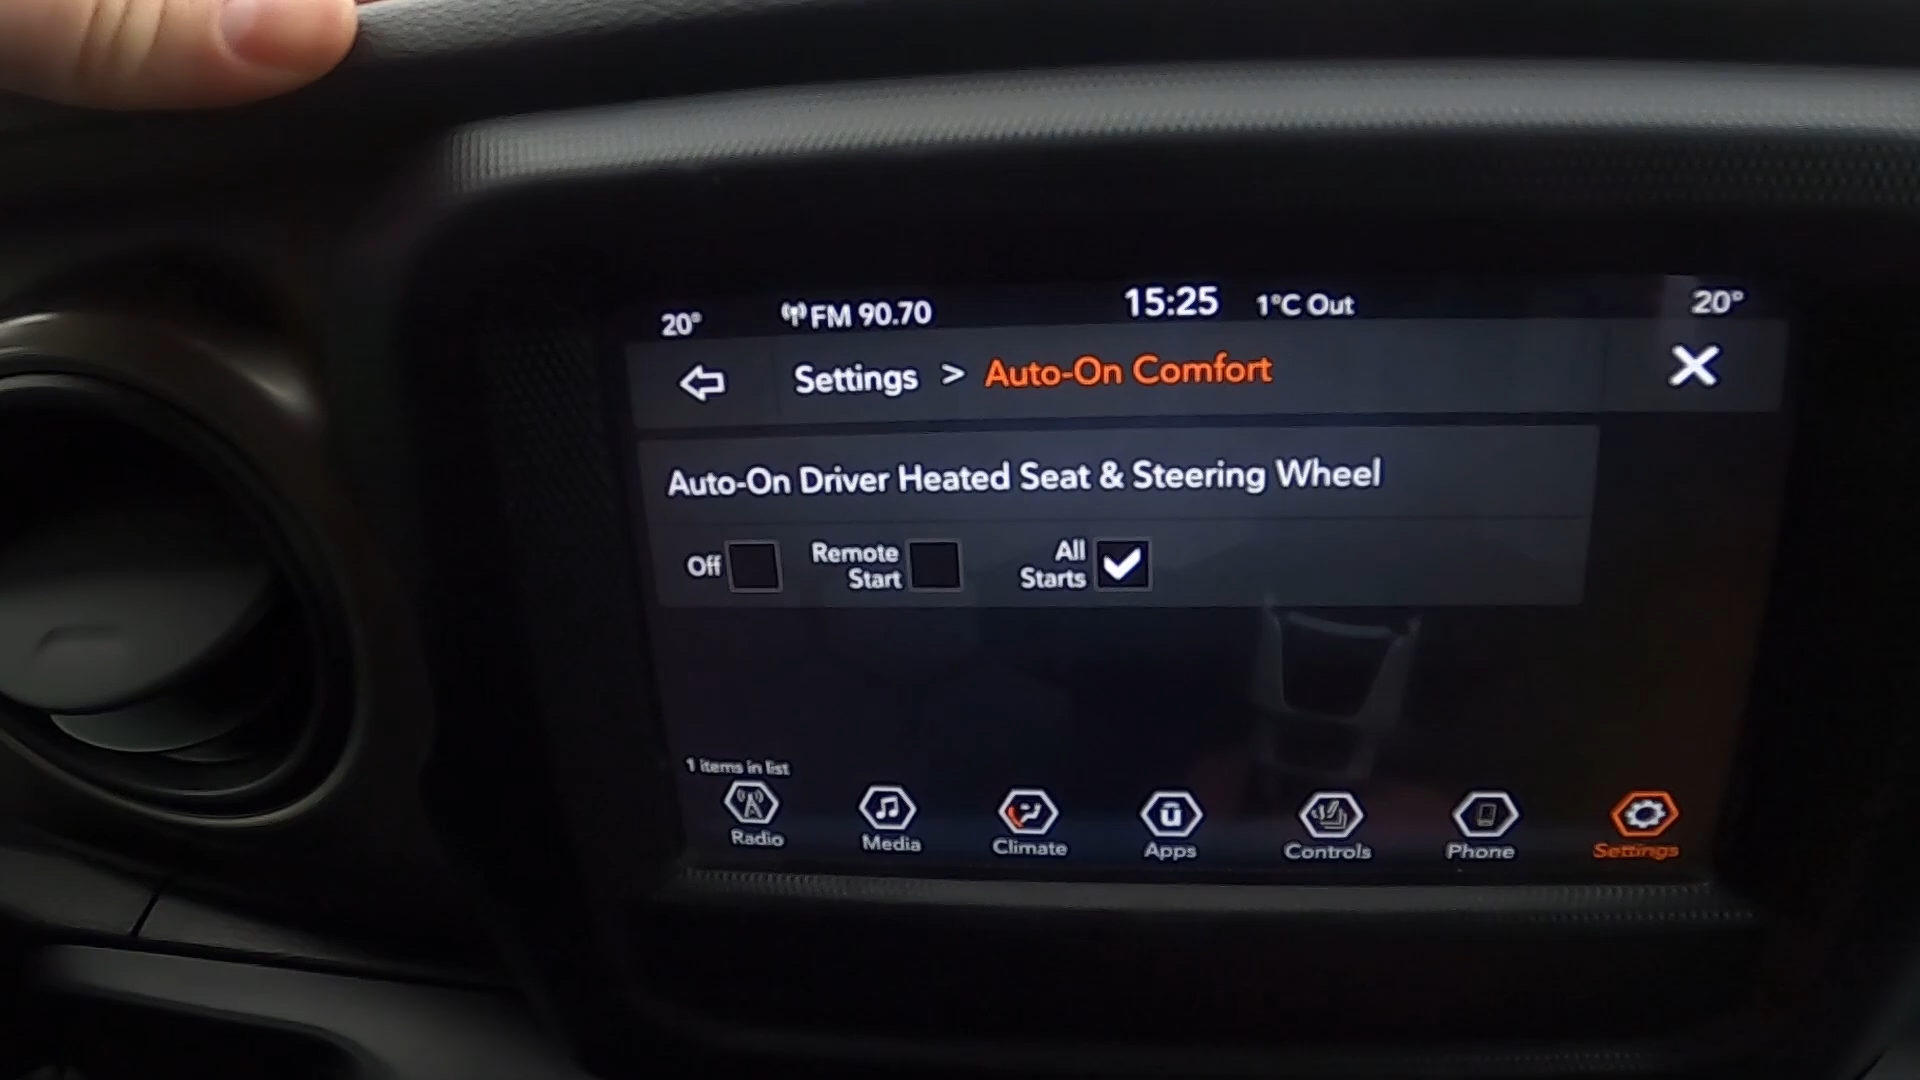 20° FM 90.70 15:25 1°C Out 20°
Settings > Auto-On Comfort
Auto-On Driver Heated Seat & Steering Wheel
Off Remote Start All Starts
1 items in list
Radio Media Climate Apps Controls Phone Settings